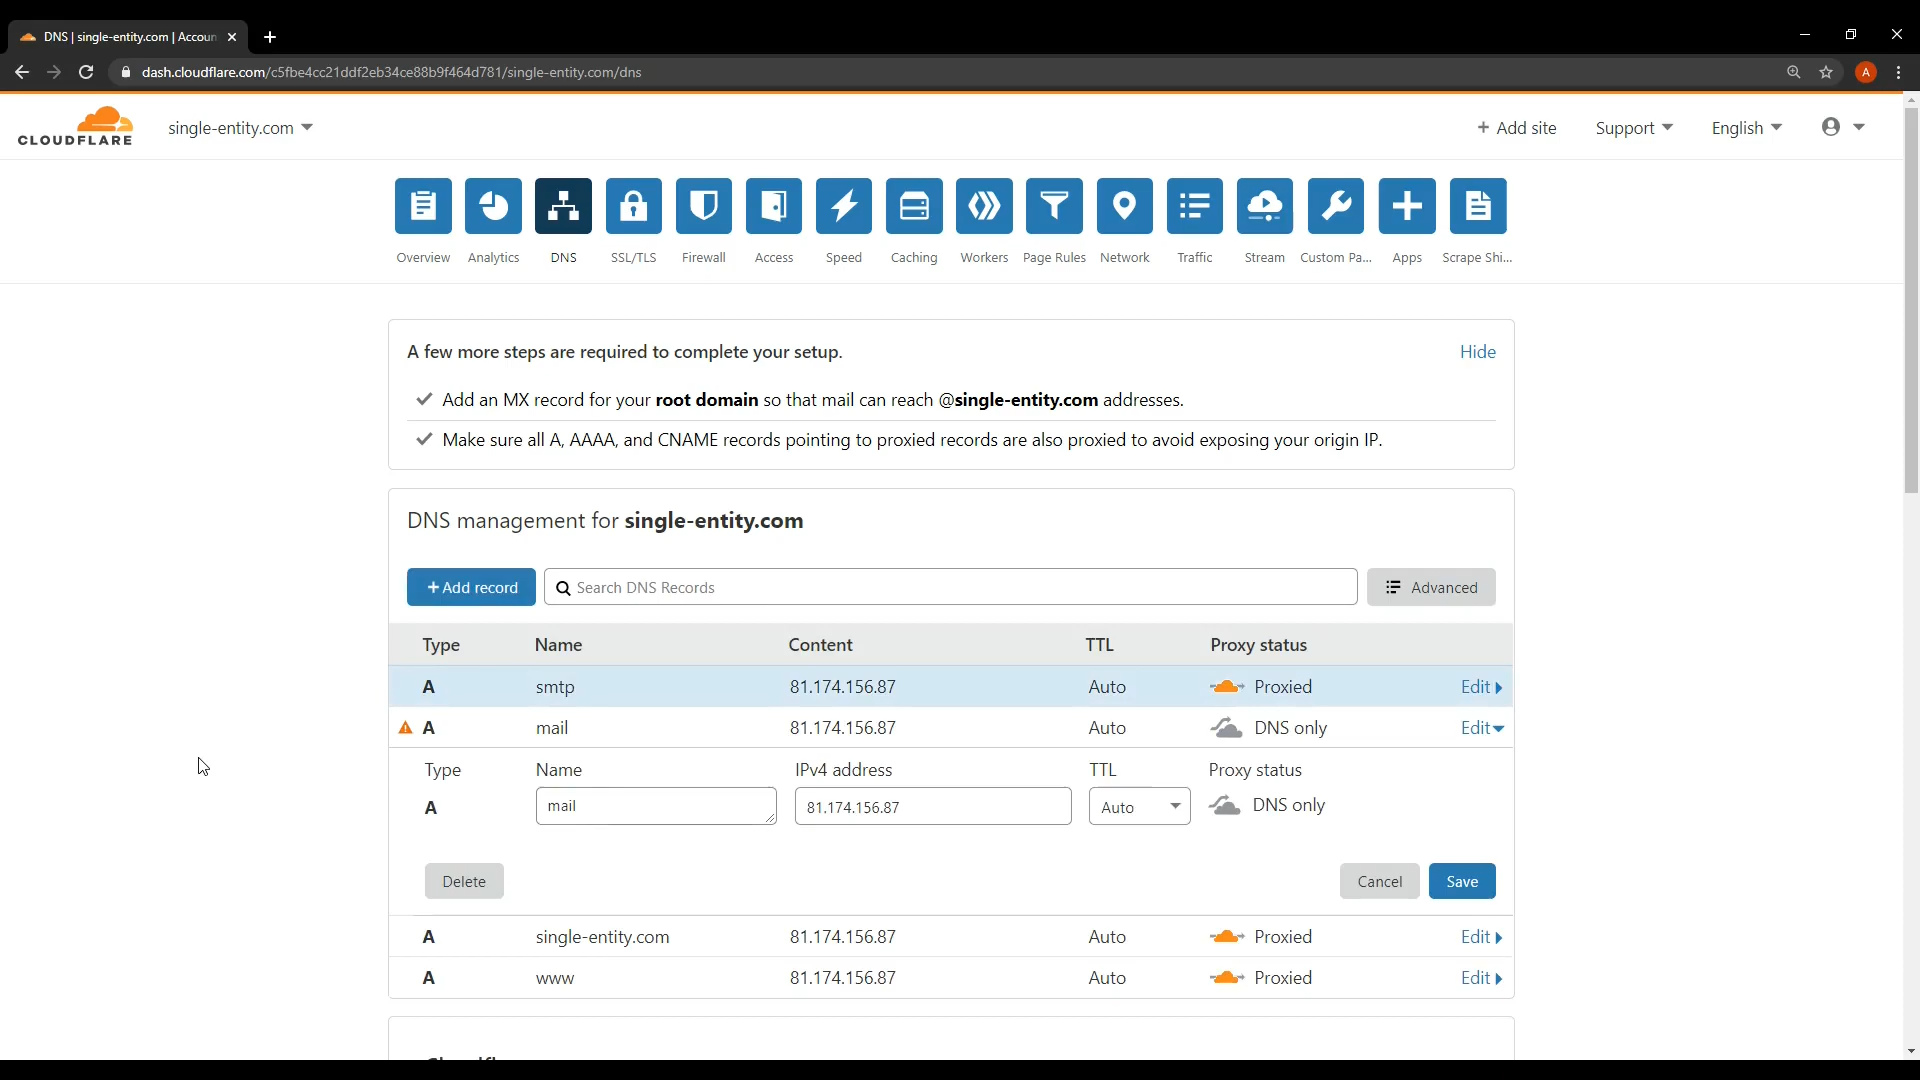 DNS | single-entity.com | Accoun
dash.cloudflare.com/c5fbe4cc21ddf2eb34ce88b9f464d781/single-entity.com/dns
A
CLOUDFLARE
single-entity.com
+ Add site
Support
English
Overview
Analytics
DNS
SSL/TLS
Firewall
Access
Speed
Caching
Workers
Page Rules
Network
Traffic
Stream
Custom Pa...
Apps
Scrape Shi...
A few more steps are required to complete your setup.
Hide
Add an MX record for your root domain so that mail can reach @single-entity.com addresses.
Make sure all A, AAAA, and CNAME records pointing to proxied records are also proxied to avoid exposing your origin IP.
DNS management for single-entity.com
+ Add record
Search DNS Records
Advanced
Type Name Content TTL Proxy status
A smtp 81.174.156.87 Auto Proxied Edit
A mail 81.174.156.87 Auto DNS only Edit
Type Name IPv4 address TTL Proxy status
A mail 81.174.156.87 Auto DNS only
Delete
Cancel
Save
A single-entity.com 81.174.156.87 Auto Proxied Edit
A www 81.174.156.87 Auto Proxied Edit